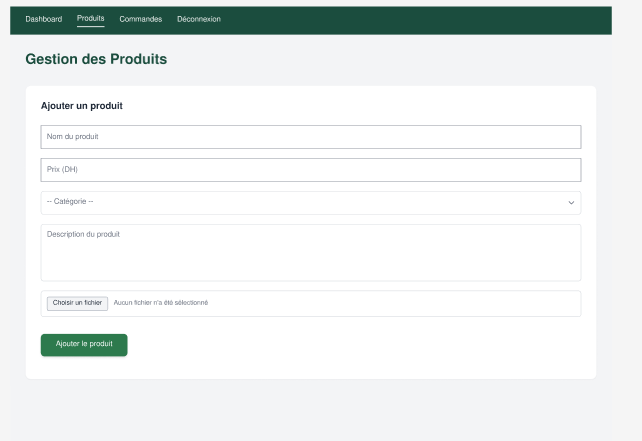 Dashboard Produits Commandes Déconnexion
Gestion des Produits
Ajouter un produit
Nom du produit
Prix (DH)
-- Catégorie --
Description du produit
Choisir un fichier Aucun fichier n'a été sélectionné
Ajouter le produit